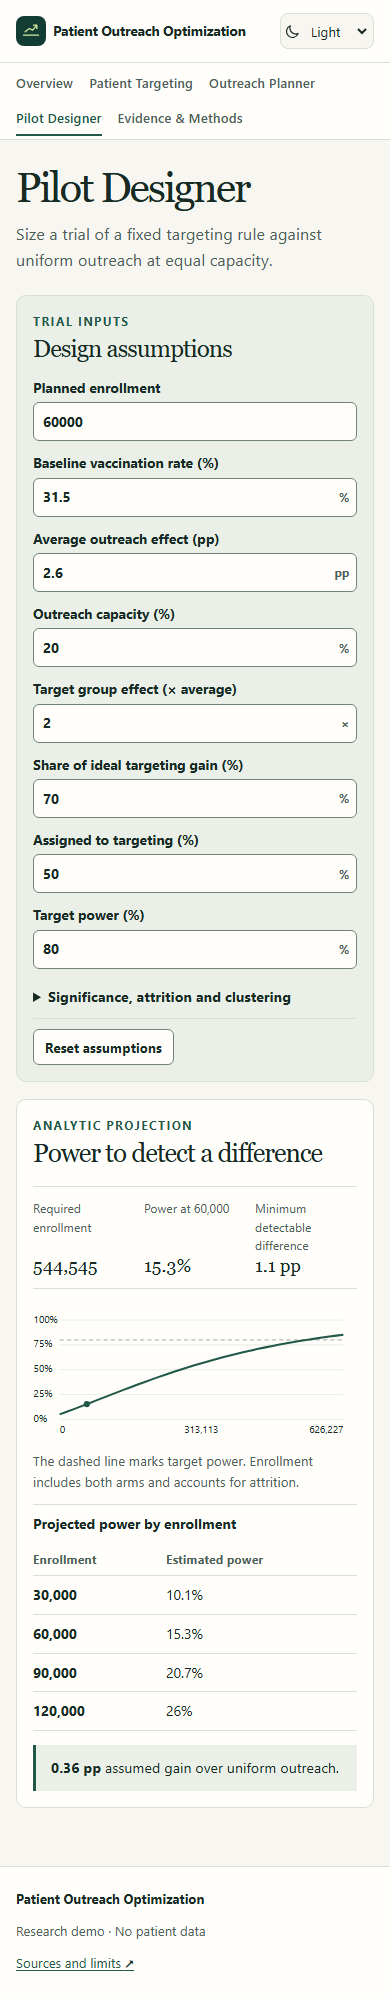 Patient Outreach Optimization
Light
Overview Patient Targeting Outreach Planner
Pilot Designer Evidence & Methods
Pilot Designer
Size a trial of a fixed targeting rule against
uniform outreach at equal capacity.
TRIAL INPUTS
Design assumptions
Planned enrollment
60000
Baseline vaccination rate (%)
31.5 %
Average outreach effect (pp)
2.6 pp
Outreach capacity (%)
20 %
Target group effect (× average)
2 ×
Share of ideal targeting gain (%)
70 %
Assigned to targeting (%)
50 %
Target power (%)
80 %
Significance, attrition and clustering
Reset assumptions
ANALYTIC PROJECTION
Power to detect a difference
Required
enrollment
544,545
Power at 60,000
15.3%
Minimum
detectable
difference
1.1 pp
100%
75%
50%
25%
0%
0 313,113 626,227
The dashed line marks target power. Enrollment
includes both arms and accounts for attrition.
Projected power by enrollment
Enrollment Estimated power
30,000 10.1%
60,000 15.3%
90,000 20.7%
120,000 26%
0.36 pp assumed gain over uniform outreach.
Patient Outreach Optimization
Research demo · No patient data
Sources and limits ↗